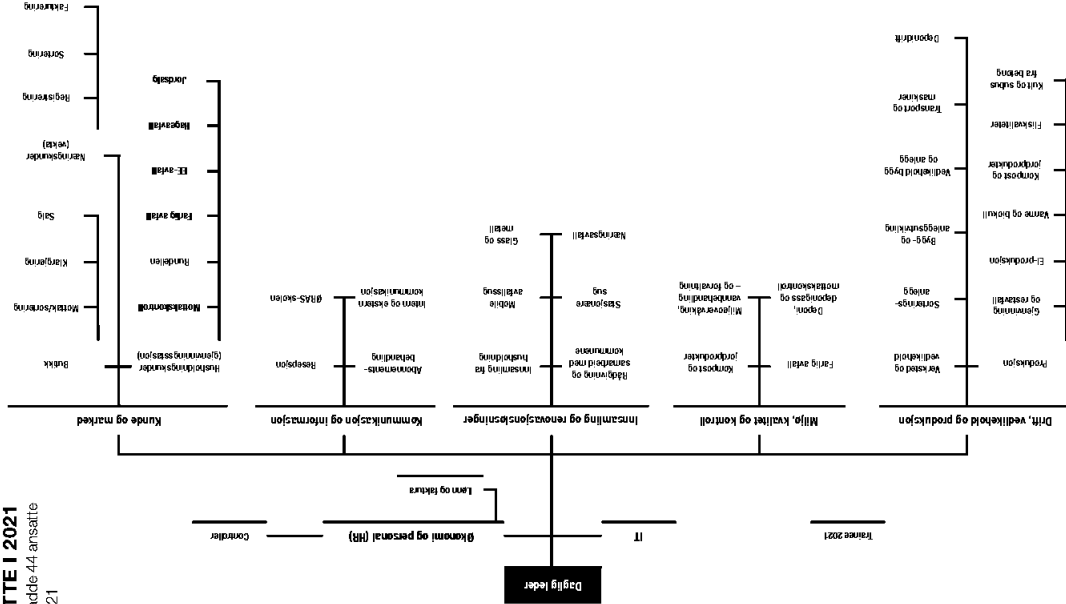 TTE I 2021
adde 44 ansatte
21
Daglig leder
Trainee 2021
IT
Økonomi og personal (HR)
Controller
Lønn og faktura
Drift, vedlikehold og produksjon
Produksjon
Gjenvinning
og restavfall
El-produksjon
Varme og biokull
Kompost og
jordprodukter
Fliskvaliteter
Kult og subus
fra betong
Verksted og
vedlikehold
Sorterings-
anlegg
Bygg- og
anleggsutvikling
Vedlikehold bygg
og anlegg
Transport og
maskiner
Deponidrift
Miljø, kvalitet og kontroll
Farlig avfall
Deponi,
deponigass og
mottakskontroll
Kompost og
jordprodukter
Miljøovervåking,
vannbehandling
– og forvaltning
Innsamling og renovasjonsløsninger
Rådgivning og
samarbeid med
kommunene
Stasjonære
sug
Næringsavfall
Innsamling fra
husholdning
Mobile
avfallssug
Glass og
metall
Kommunikasjon og informasjon
Abonnements-
behandling
Intern og ekstern
kommunikasjon
Resepsjon
ØRAS-skolen
Kunde og marked
Husholdningskunder
(gjenvinningsstasjon)
Mottakskontroll
Rundellen
Farlig avfall
EE-avfall
Hageavfall
Jordsalg
Butikk
Mottak/sortering
Klargjering
Salg
Næringskunder
(vekta)
Registrering
Sortering
Fakturering